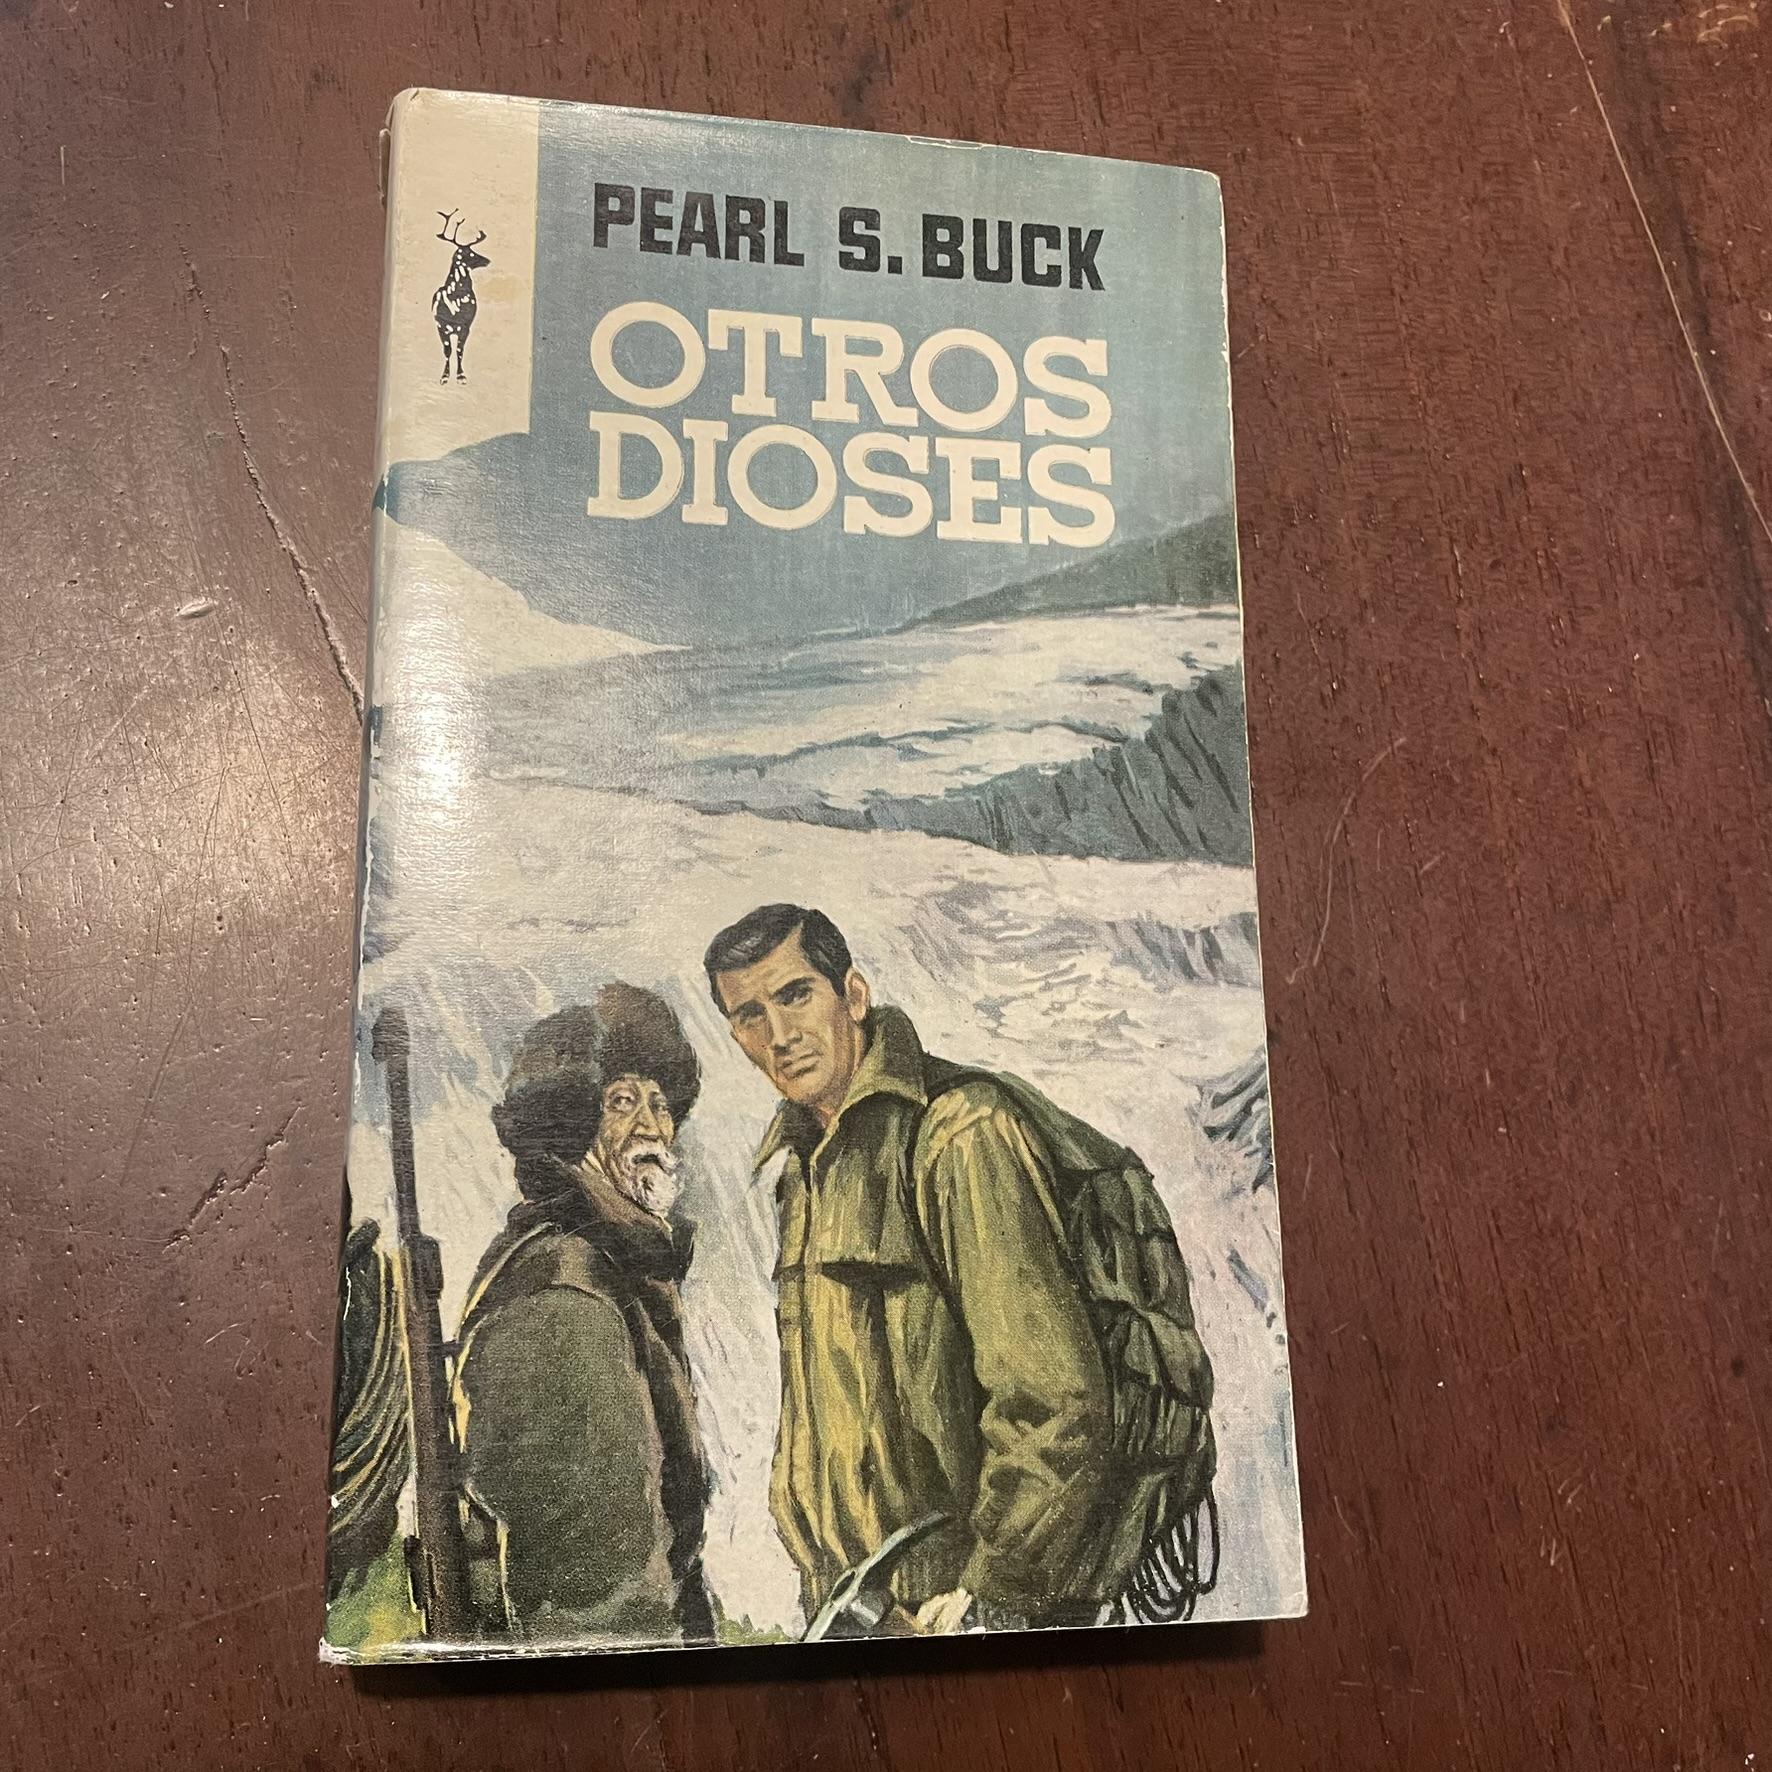 PEARL S. BUCK
OTROS
DIOSES